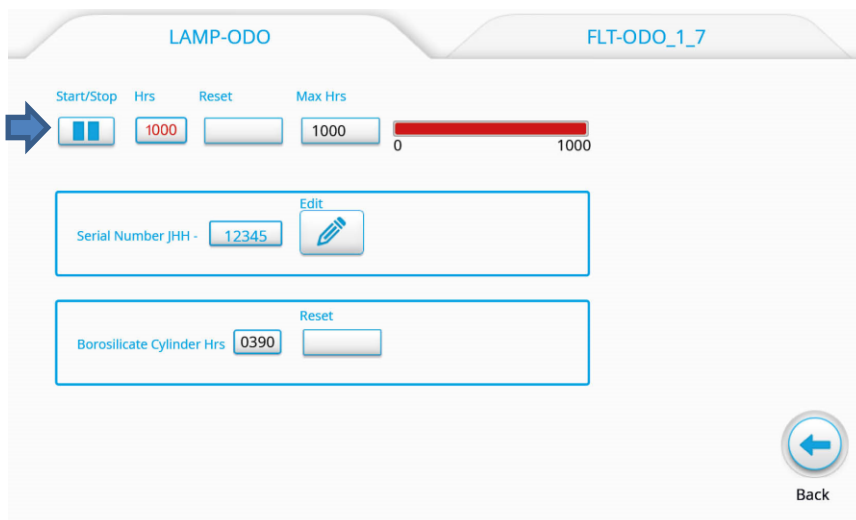 LAMP-ODO FLT-ODO_1_7
Start/Stop Hrs Reset Max Hrs
1000 1000
0 1000
Edit
Serial Number JHH - 12345
Reset
Borosilicate Cylinder Hrs 0390
Back